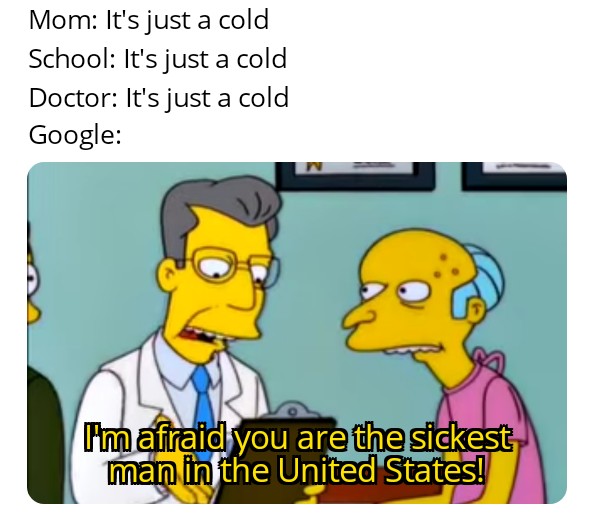 Mom: It's just a cold
School: It's just a cold
Doctor: It's just a cold
Google:
I'm afraid you are the sickest
man in the United States!